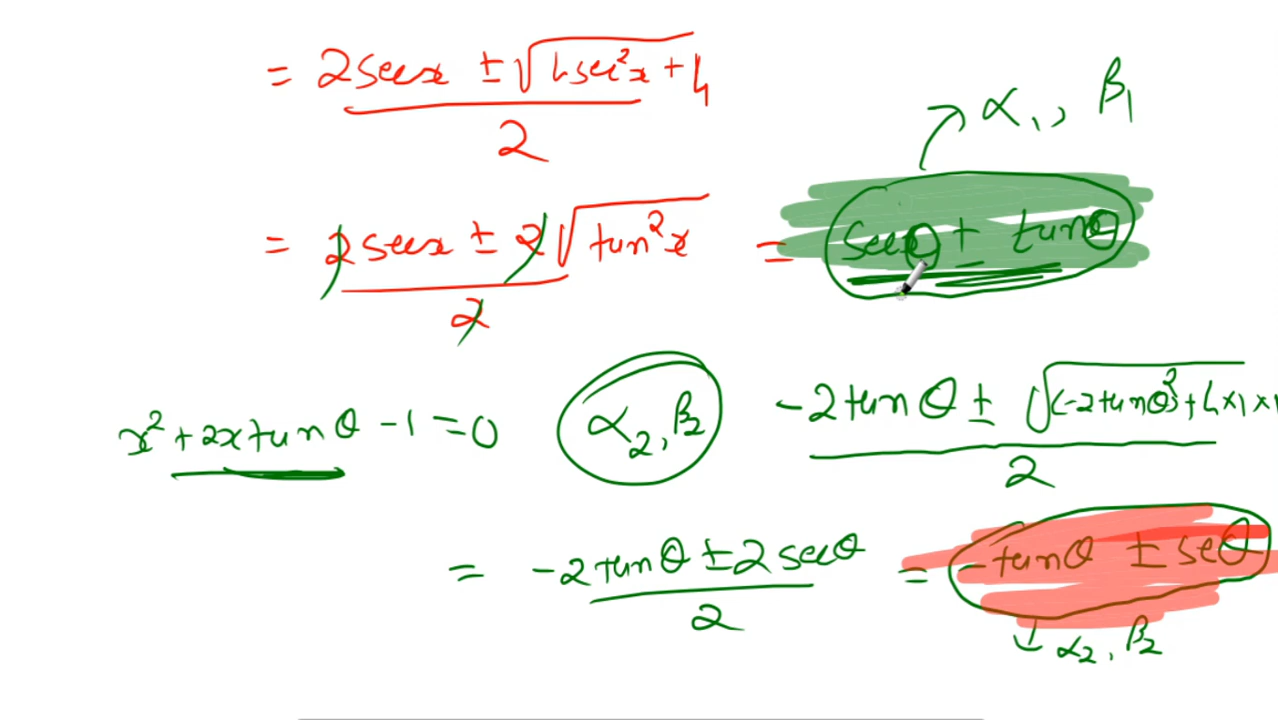 = (2secx ± √(4sec²x + 4))/2
α₁, β₁
= (2secx ± 2√(tan²x))/2 = secθ ± tanθ
x² + 2x tanθ - 1 = 0
α₂, β₂
(-2tanθ ± √((-2tanθ)² + 4×1×1))/2
= (-2tanθ ± 2secθ)/2 = -tanθ ± secθ
α₂, β₂